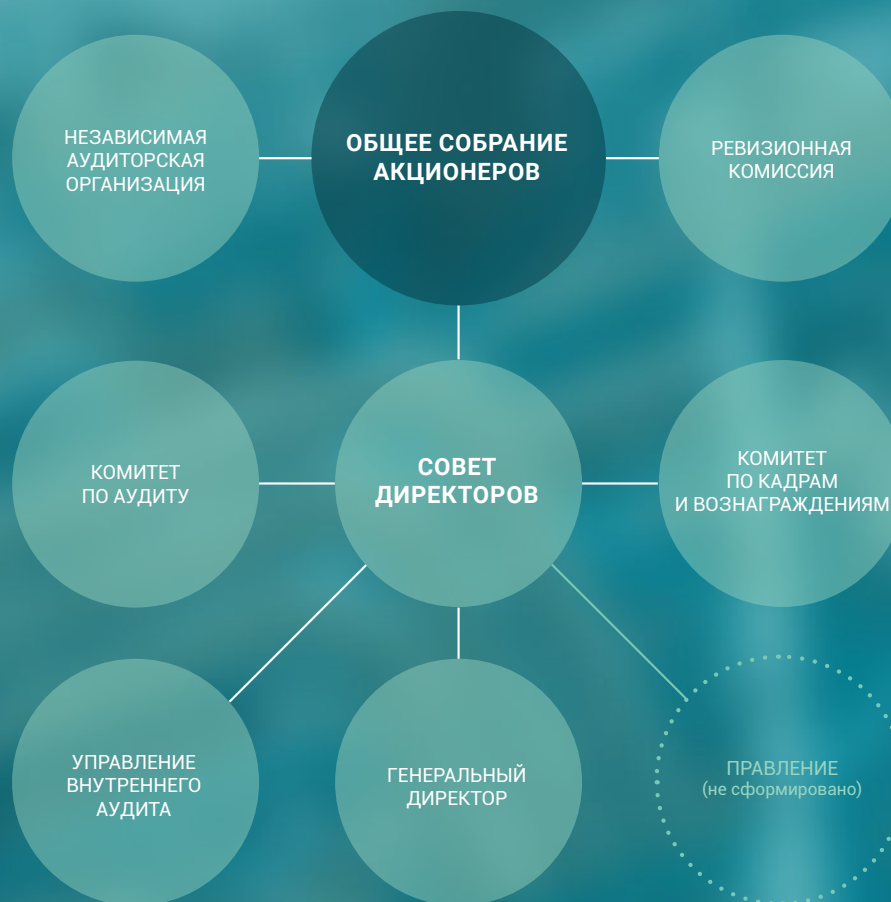 НЕЗАВИСИМАЯ
АУДИТОРСКАЯ
ОРГАНИЗАЦИЯ
ОБЩЕЕ СОБРАНИЕ
АКЦИОНЕРОВ
РЕВИЗИОННАЯ
КОМИССИЯ
КОМИТЕТ
ПО АУДИТУ
СОВЕТ
ДИРЕКТОРОВ
КОМИТЕТ
ПО КАДРАМ
И ВОЗНАГРАЖДЕНИЯМ
УПРАВЛЕНИЕ
ВНУТРЕННЕГО
АУДИТА
ГЕНЕРАЛЬНЫЙ
ДИРЕКТОР
ПРАВЛЕНИЕ
(не сформировано)